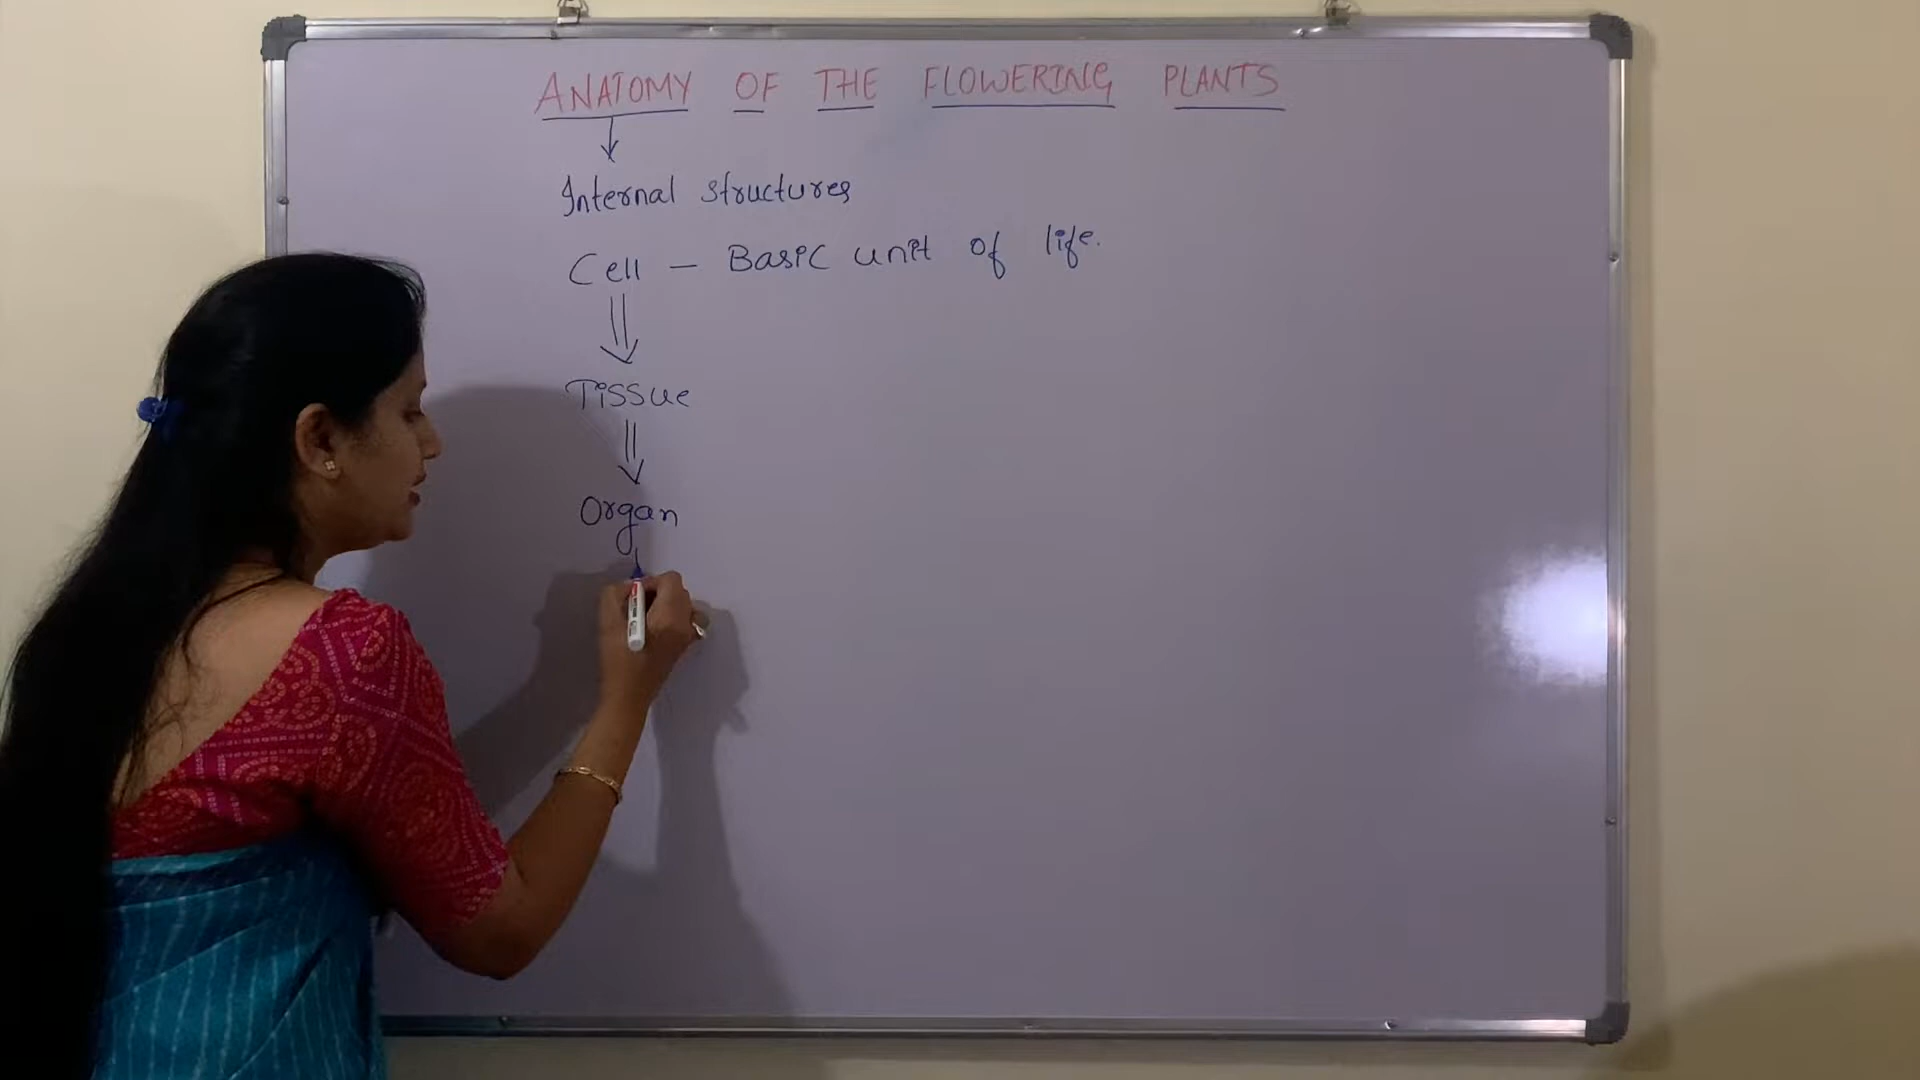 ANATOMY OF THE FLOWERING PLANTS
Internal structures
Cell — Basic unit of life.
Tissue
Organ